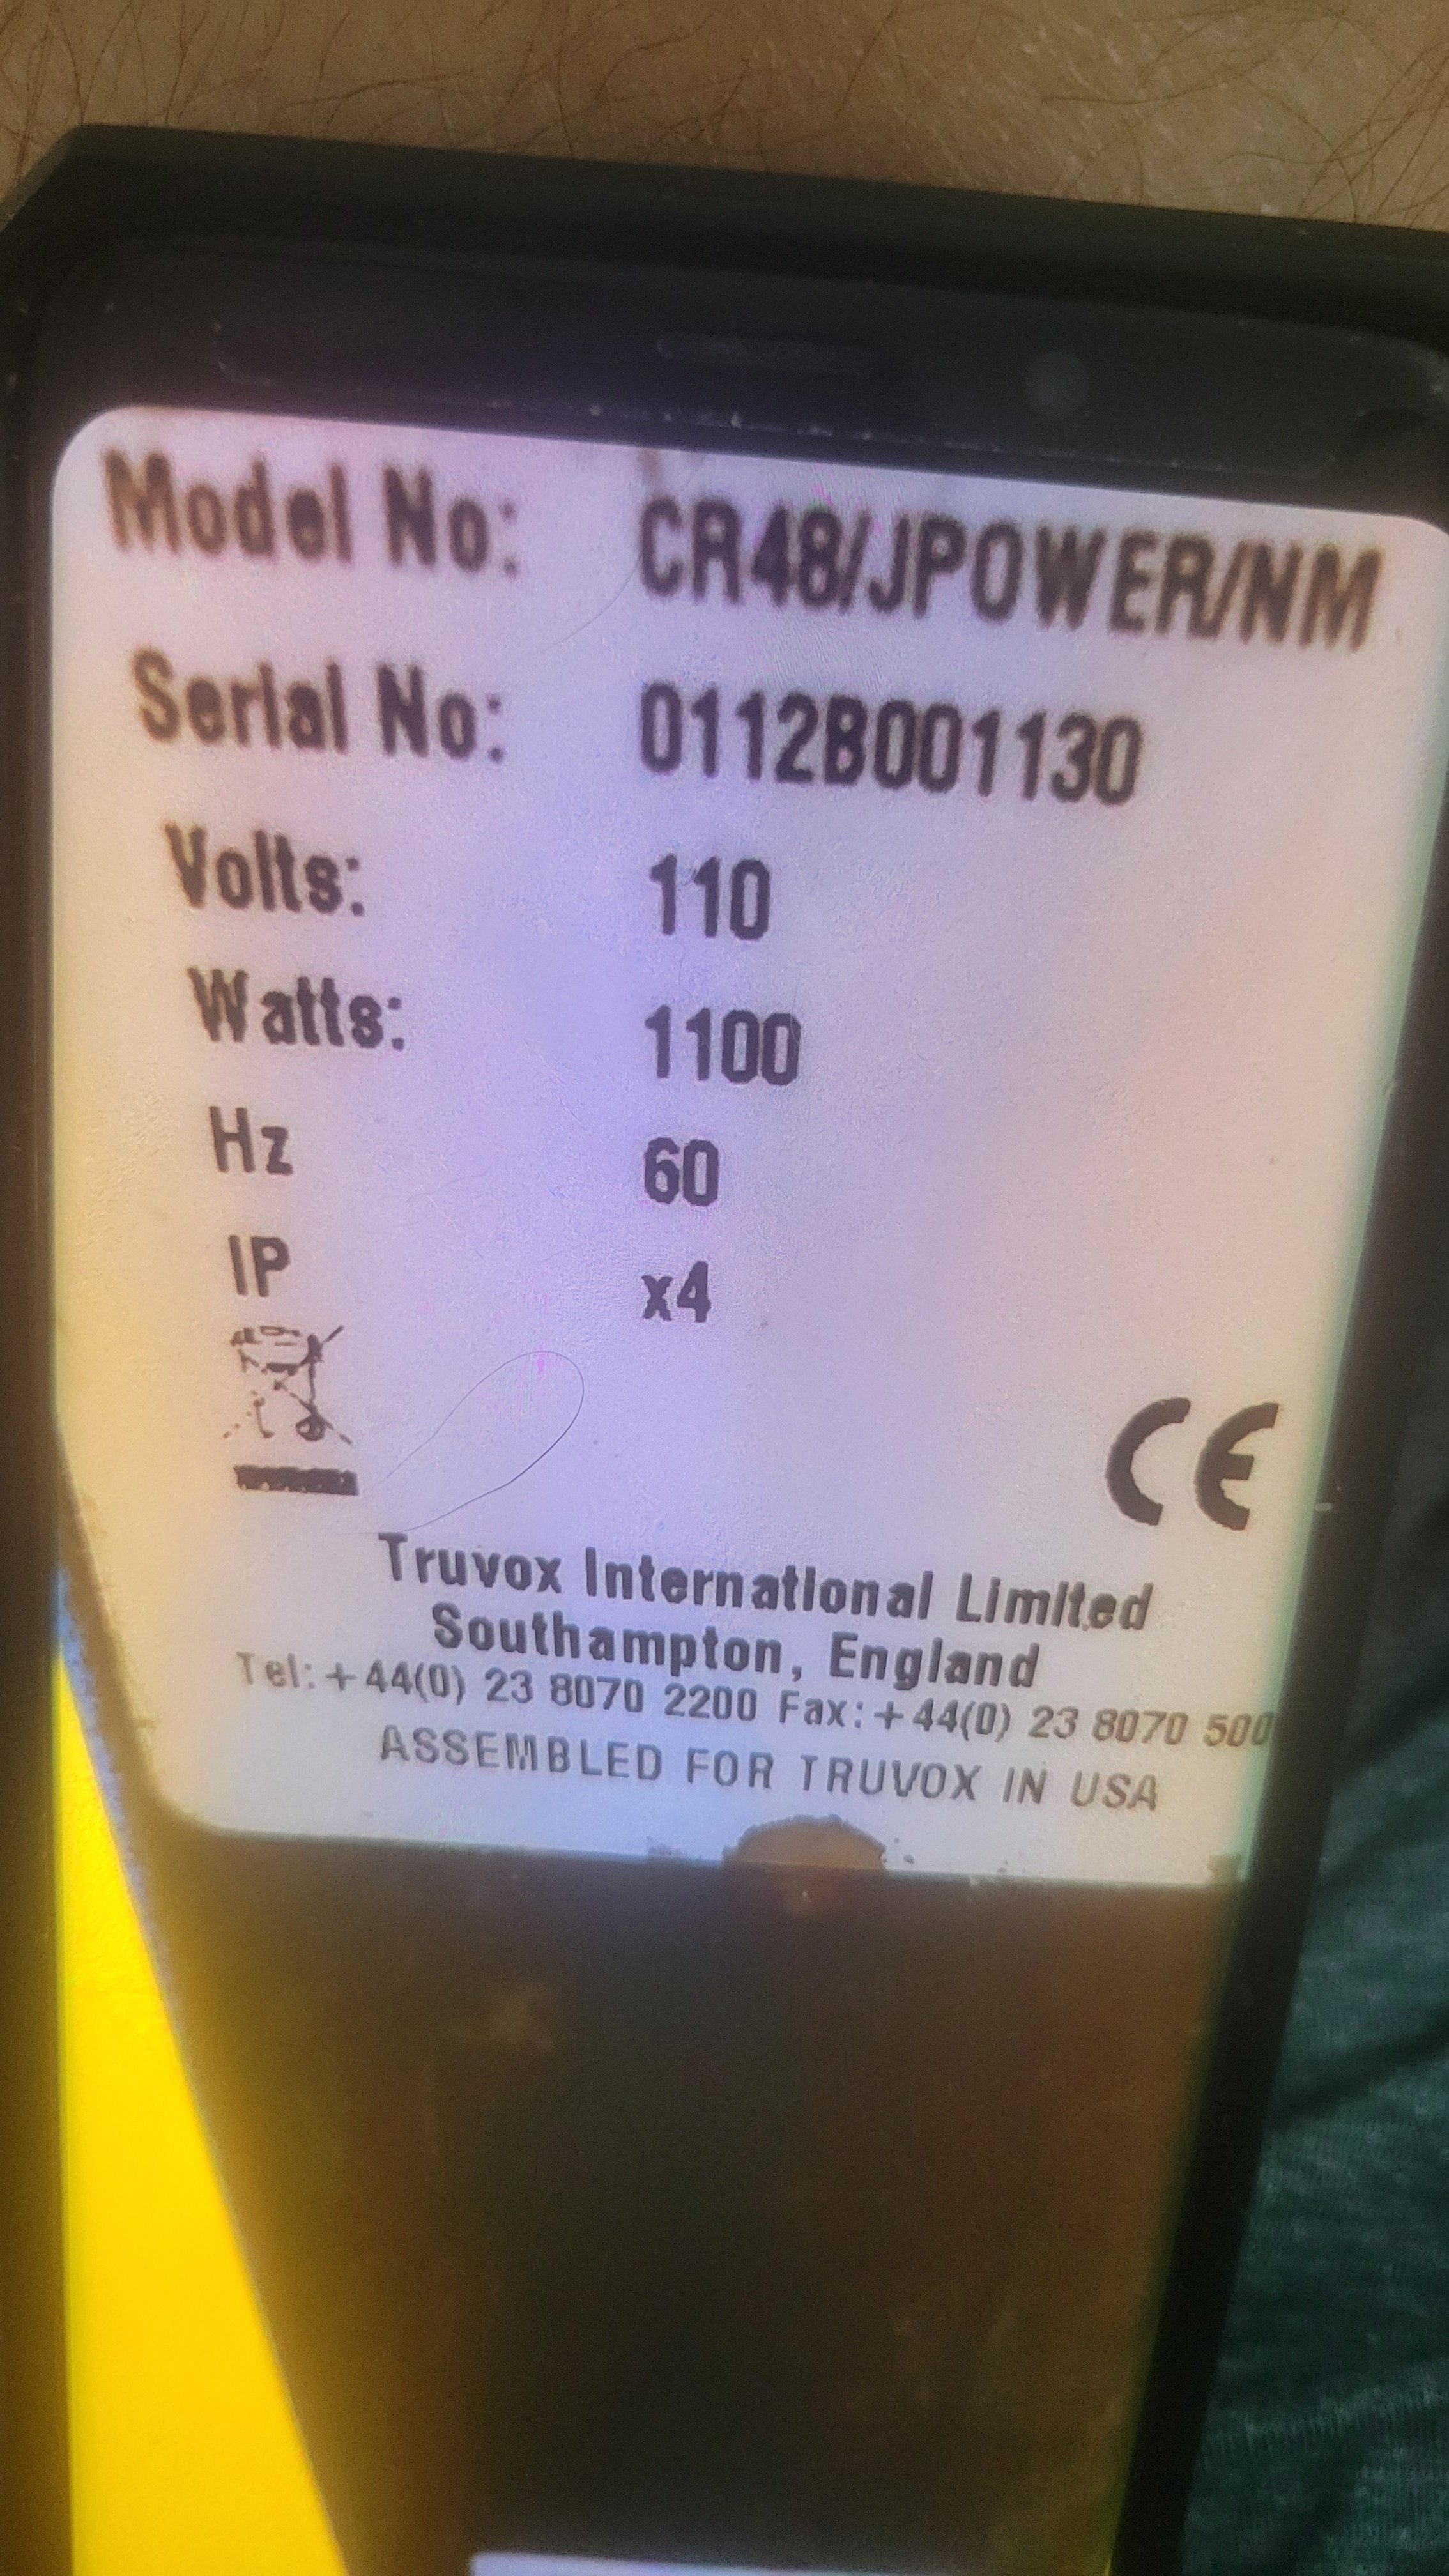 Model No: CR48/JPOWER/NM
Serial No: 0112B001130
Volts: 110
Watts: 1100
Hz 60
IP x4
CE
Truvox International Limited
Southampton, England
Tel: +44(0) 23 8070 2200 Fax: +44(0) 23 8070 500
ASSEMBLED FOR TRUVOX IN USA